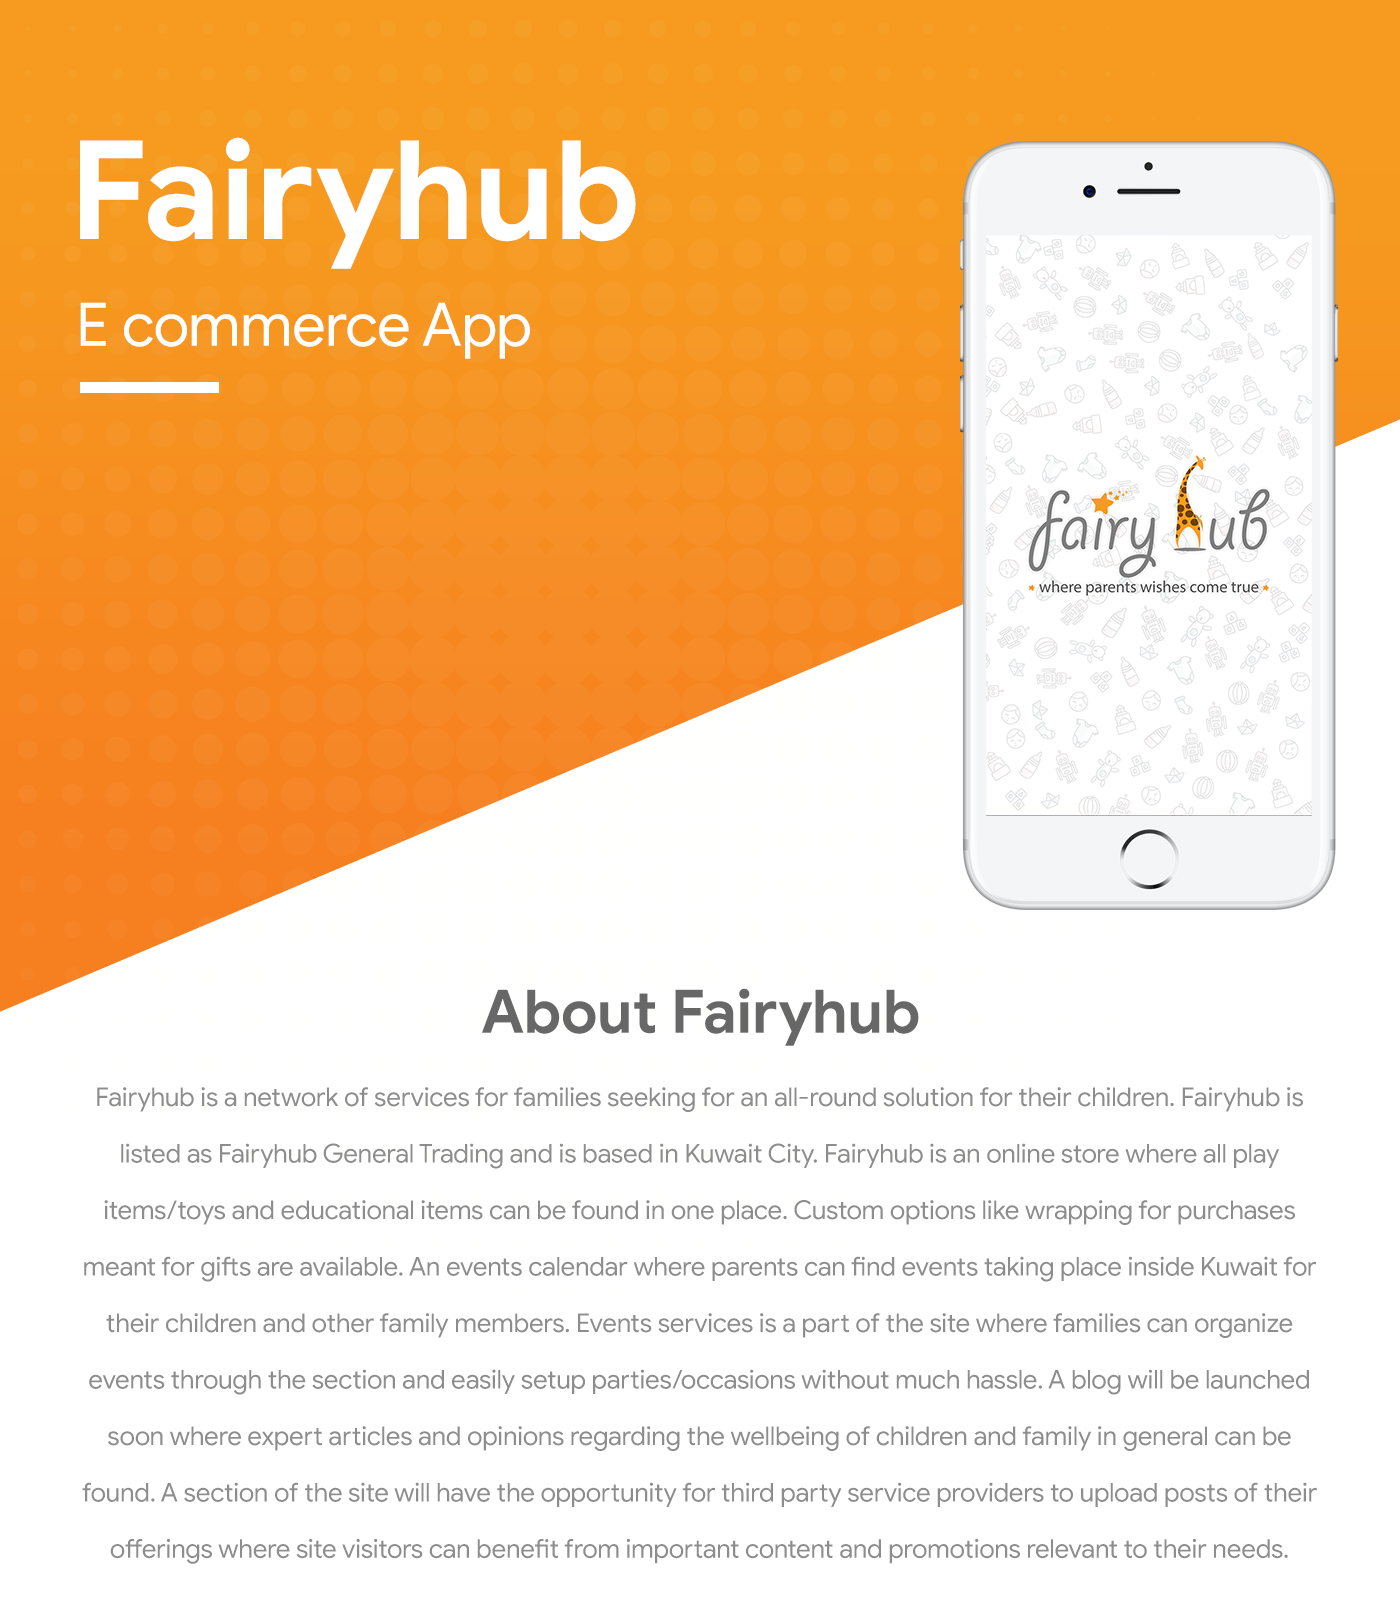 Fairyhub
E commerce App
fairy hub
where parents wishes come true
About Fairyhub
Fairyhub is a network of services for families seeking for an all-round solution for their children. Fairyhub is
listed as Fairyhub General Trading and is based in Kuwait City. Fairyhub is an online store where all play
items/toys and educational items can be found in one place. Custom options like wrapping for purchases
meant for gifts are available. An events calendar where parents can find events taking place inside Kuwait for
their children and other family members. Events services is a part of the site where families can organize
events through the section and easily setup parties/occasions without much hassle. A blog will be launched
soon where expert articles and opinions regarding the wellbeing of children and family in general can be
found. A section of the site will have the opportunity for third party service providers to upload posts of their
offerings where site visitors can benefit from important content and promotions relevant to their needs.